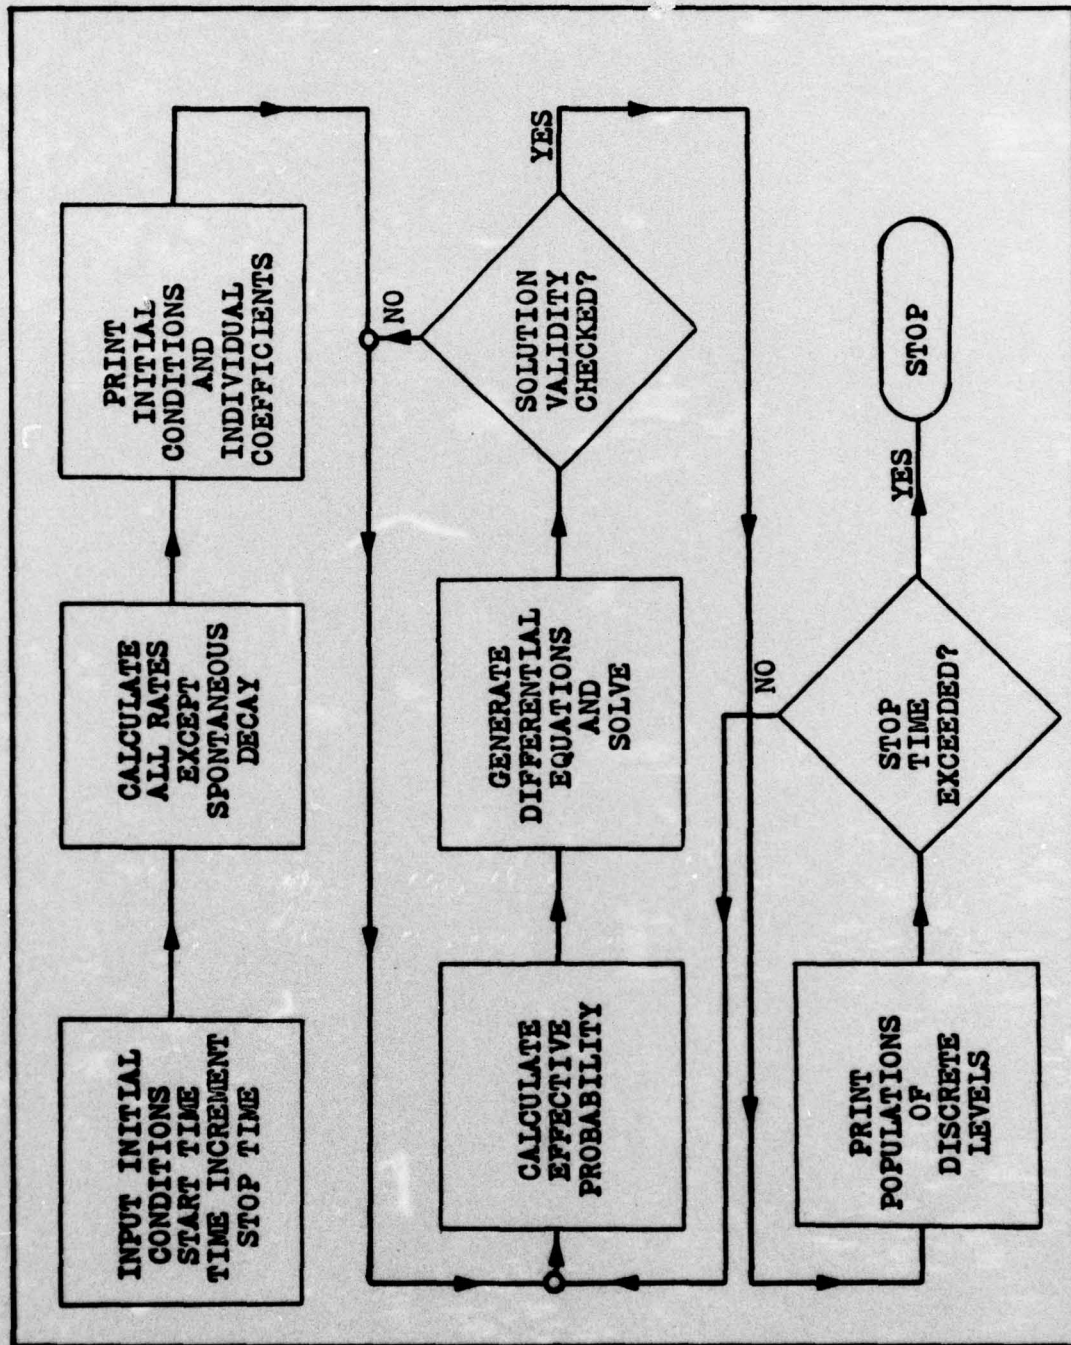 INPUT INITIAL
CONDITIONS
START TIME
TIME INCREMENT
STOP TIME
CALCULATE
ALL RATES
EXCEPT
SPONTANEOUS
DECAY
PRINT
INITIAL
CONDITIONS
AND
INDIVIDUAL
COEFFICIENTS
CALCULATE
EFFECTIVE
PROBABILITY
GENERATE
DIFFERENTIAL
EQUATIONS
AND
SOLVE
SOLUTION
VALIDITY
CHECKED?
NO
YES
PRINT
POPULATIONS
OF
DISCRETE
LEVELS
STOP
TIME
EXCEEDED?
NO
YES
STOP